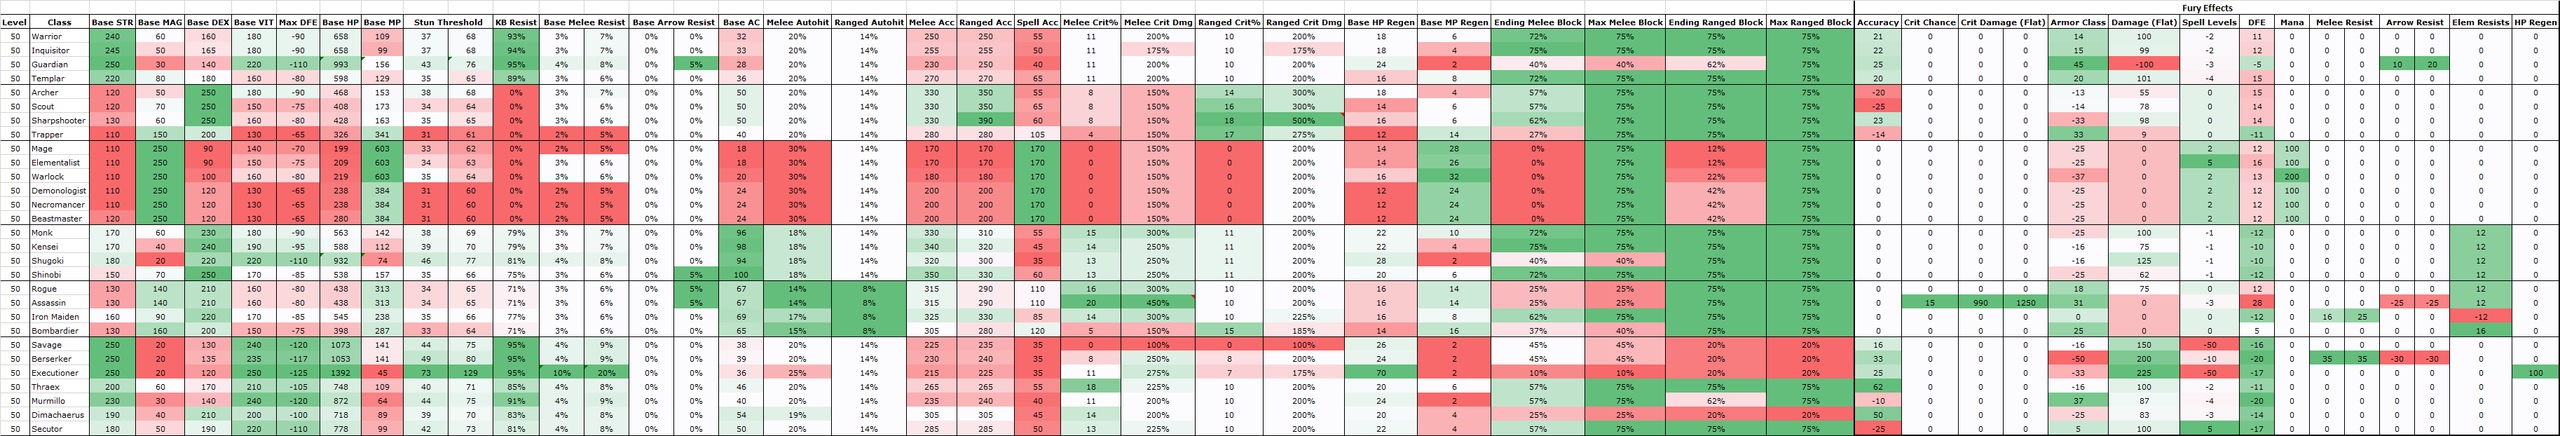 Fury Effects
Level Class Base STR Base MAG Base DEX Base VIT Max DFE Base HP Base MP Stun Threshold KB Resist Base Melee Resist Base Arrow Resist Base AC Melee Autohit Ranged Autohit Melee Acc Ranged Acc Spell Acc Melee Crit% Melee Crit Dmg Ranged Crit% Ranged Crit Dmg Base HP Regen Base MP Regen Ending Melee Block Max Melee Block Ending Ranged Block Max Ranged Block Accuracy Crit Chance Crit Damage (Flat) Armor Class Damage (Flat) Spell Levels DFE Mana Melee Resist Arrow Resist Elem Resists HP Regen
50 Warrior 240 60 160 180 -90 658 109 37 68 93% 3% 7% 0% 0% 32 20% 14% 250 250 55 11 200% 10 200% 18 6 72% 75% 75% 75% 21 0 0 0 14 100 -2 11 0 0 0 0 0 0 0
50 Inquisitor 245 50 165 180 -90 658 99 37 68 94% 3% 7% 0% 0% 33 20% 14% 255 255 50 11 175% 10 175% 18 4 75% 75% 75% 75% 22 0 0 0 15 99 -2 12 0 0 0 0 0 0 0
50 Guardian 250 30 140 220 -110 993 156 43 76 95% 4% 8% 0% 5% 28 20% 14% 230 250 40 11 200% 10 200% 24 2 40% 40% 62% 75% 25 0 0 0 45 -100 -3 -5 0 0 0 10 20 0 0
50 Templar 220 80 180 160 -80 598 129 35 65 89% 3% 6% 0% 0% 36 20% 14% 270 270 65 11 200% 10 200% 16 8 72% 75% 75% 75% 20 0 0 0 20 101 -4 15 0 0 0 0 0 0 0
50 Archer 120 50 250 180 -90 468 153 38 68 0% 3% 7% 0% 0% 50 20% 14% 330 350 55 8 150% 14 300% 18 4 57% 75% 75% 75% -20 0 0 0 -13 55 0 15 0 0 0 0 0 0 0
50 Scout 120 70 250 150 -75 408 173 34 64 0% 3% 6% 0% 0% 50 20% 14% 330 350 65 8 150% 16 300% 14 6 57% 75% 75% 75% -25 0 0 0 -14 78 0 14 0 0 0 0 0 0 0
50 Sharpshooter 130 60 250 160 -80 428 163 35 65 0% 3% 6% 0% 0% 50 20% 14% 330 390 60 8 150% 18 500% 16 6 62% 75% 75% 75% 23 0 0 0 -33 98 0 14 0 0 0 0 0 0 0
50 Trapper 110 150 200 130 -65 326 341 31 61 0% 2% 5% 0% 0% 40 20% 14% 280 280 105 4 150% 17 275% 12 14 27% 75% 75% 75% -14 0 0 0 33 9 0 -11 0 0 0 0 0 0 0
50 Mage 110 250 90 140 -70 199 603 33 62 0% 2% 5% 0% 0% 18 30% 14% 170 170 170 0 150% 0 200% 14 28 0% 75% 12% 75% 0 0 0 0 -25 0 2 12 100 0 0 0 0 0 0
50 Elementalist 110 250 90 150 -75 209 603 34 63 0% 3% 6% 0% 0% 18 30% 14% 170 170 170 0 150% 0 200% 14 26 0% 75% 12% 75% 0 0 0 0 -25 0 5 16 100 0 0 0 0 0 0
50 Warlock 110 250 100 160 -80 219 603 35 64 0% 3% 6% 0% 0% 20 30% 14% 180 180 170 0 150% 0 200% 16 32 0% 75% 22% 75% 0 0 0 0 -37 0 2 13 200 0 0 0 0 0 0
50 Demonologist 110 250 120 130 -65 238 384 31 60 0% 2% 5% 0% 0% 24 30% 14% 200 200 170 0 150% 0 200% 12 24 0% 75% 42% 75% 0 0 0 0 -25 0 2 12 100 0 0 0 0 0 0
50 Necromancer 110 250 120 130 -65 238 384 31 60 0% 2% 5% 0% 0% 24 30% 14% 200 200 170 0 150% 0 200% 12 24 0% 75% 42% 75% 0 0 0 0 -25 0 2 12 100 0 0 0 0 0 0
50 Beastmaster 120 250 120 130 -65 280 384 31 60 0% 2% 5% 0% 0% 24 30% 14% 200 200 170 0 150% 0 200% 12 24 0% 75% 42% 75% 0 0 0 0 -25 0 2 12 100 0 0 0 0 0 0
50 Monk 170 60 230 180 -90 563 142 38 69 79% 3% 7% 0% 0% 96 18% 14% 330 310 55 15 300% 11 200% 22 10 72% 75% 75% 75% 0 0 0 0 -25 100 -1 -12 0 0 0 0 0 12 0
50 Kensei 170 40 240 190 -95 588 112 39 70 79% 3% 7% 0% 0% 98 18% 14% 340 320 45 14 250% 11 200% 22 4 75% 75% 75% 75% 0 0 0 0 -16 75 -1 -10 0 0 0 0 0 12 0
50 Shugoki 180 20 220 220 -110 932 74 46 77 81% 4% 8% 0% 0% 94 18% 14% 320 300 35 13 250% 11 200% 28 2 40% 40% 75% 75% 0 0 0 0 -16 125 -1 -10 0 0 0 0 0 12 0
50 Shinobi 150 70 250 170 -85 538 157 35 66 75% 3% 6% 0% 5% 100 18% 14% 350 330 60 13 250% 11 200% 20 6 72% 75% 75% 75% 0 0 0 0 -25 62 -1 -12 0 0 0 0 0 12 0
50 Rogue 130 140 210 160 -80 438 313 34 65 71% 3% 6% 0% 5% 67 14% 8% 315 290 110 16 300% 10 200% 16 14 25% 25% 75% 75% 0 0 0 0 18 75 0 12 0 0 0 0 0 12 0
50 Assassin 130 140 210 160 -80 438 313 34 65 71% 3% 6% 0% 5% 67 14% 8% 315 290 110 20 450% 10 200% 16 14 25% 25% 75% 75% 0 15 990 1250 31 0 -3 28 0 0 0 -25 -25 12 0
50 Iron Maiden 160 90 220 170 -85 545 238 35 66 77% 3% 6% 0% 0% 69 17% 8% 325 330 85 14 300% 10 225% 16 8 62% 75% 75% 75% 0 0 0 0 0 0 0 -12 0 16 25 0 0 -12 0
50 Bombardier 130 160 200 150 -75 398 287 33 64 71% 3% 6% 0% 0% 65 15% 8% 305 280 120 5 150% 15 185% 14 16 37% 40% 75% 75% 0 0 0 0 25 0 0 5 0 0 0 0 0 16 0
50 Savage 250 20 130 240 -120 1073 141 44 75 95% 4% 9% 0% 0% 38 20% 14% 225 235 35 0 100% 0 100% 26 2 45% 45% 20% 20% 16 0 0 0 -16 150 -50 -16 0 0 0 0 0 0 0
50 Berserker 250 20 135 235 -117 1053 141 49 80 95% 4% 9% 0% 0% 39 20% 14% 230 240 35 8 250% 8 200% 24 2 45% 45% 20% 20% 33 0 0 0 -50 200 -10 -20 0 35 35 -30 -30 0 0
50 Executioner 250 20 120 250 -125 1392 45 73 129 95% 10% 20% 0% 0% 36 25% 14% 215 225 35 11 225% 7 175% 70 2 10% 10% 20% 20% 25 0 0 0 -33 225 -50 -17 0 0 0 0 0 0 100
50 Thraex 200 60 170 210 -105 748 109 40 71 85% 4% 8% 0% 0% 46 20% 14% 265 265 55 18 225% 10 200% 20 6 57% 75% 75% 75% 62 0 0 0 -16 100 -2 -11 0 0 0 0 0 0 0
50 Murmillo 230 30 140 240 -120 872 64 44 75 91% 4% 9% 0% 0% 40 20% 14% 235 240 40 11 200% 10 200% 24 2 57% 75% 62% 75% -10 0 0 0 37 87 -4 -20 0 0 0 0 0 0 0
50 Dimachaerus 190 40 210 200 -100 718 89 39 70 83% 4% 8% 0% 0% 54 19% 14% 305 305 45 14 200% 10 200% 20 4 25% 25% 20% 20% 50 0 0 0 -25 83 -3 -14 0 0 0 0 0 0 0
50 Secutor 180 50 190 220 -110 778 99 42 73 81% 4% 8% 0% 0% 50 20% 14% 285 285 50 13 225% 10 200% 22 4 57% 75% 75% 75% -25 0 0 0 5 100 5 -17 0 0 0 0 0 0 0